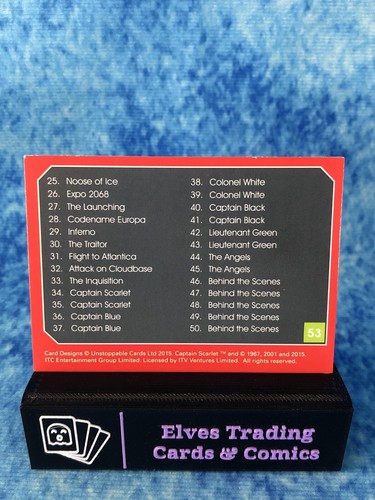 25. Noose of Ice
26. Expo 2068
27. The Launching
28. Codename Europa
29. Inferno
30. The Traitor
31. Flight to Atlantica
32. Attack on Cloudbase
33. The Inquisition
34. Captain Scarlet
35. Captain Scarlet
36. Captain Blue
37. Captain Blue
38. Colonel White
39. Colonel White
40. Captain Black
41. Captain Black
42. Lieutenant Green
43. Lieutenant Green
44. The Angels
45. The Angels
46. Behind the Scenes
47. Behind the Scenes
48. Behind the Scenes
49. Behind the Scenes
50. Behind the Scenes
53
Card Designs © Unstoppable Cards Ltd 2015. Captain Scarlet ™ and © 1967, 2001 and 2015.
ITC Entertainment Group Limited. Licensed by ITV Ventures Limited. All rights reserved.
Elves Trading
Cards & Comics